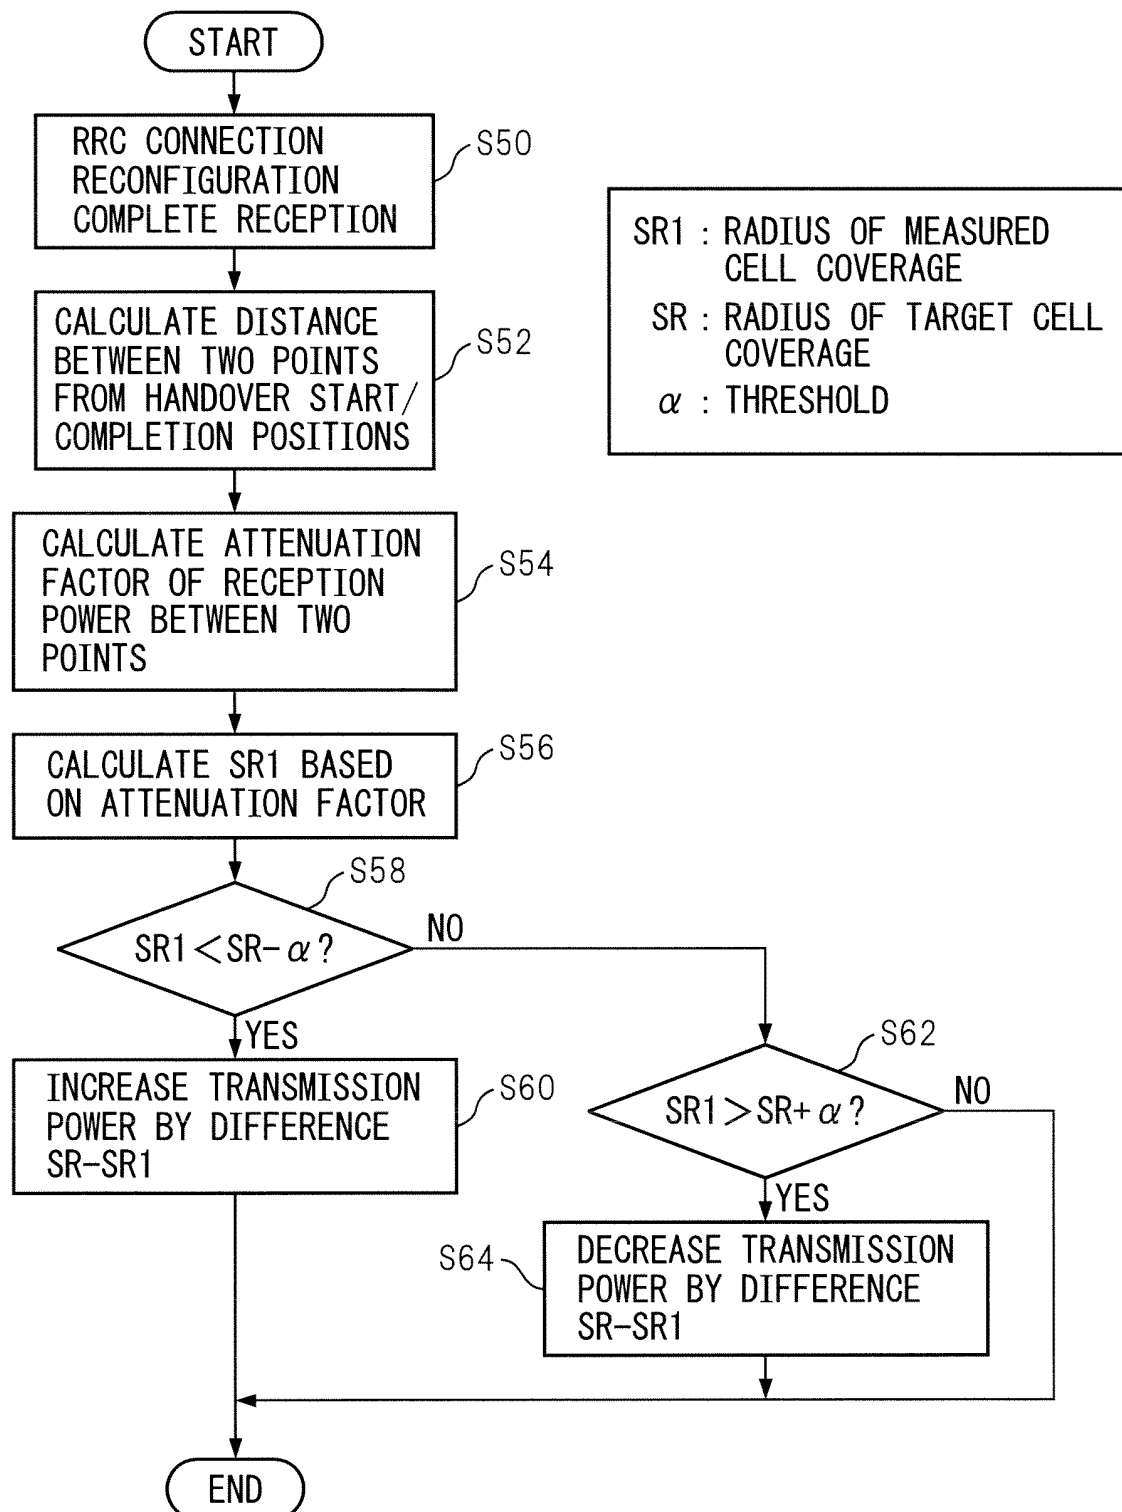 START
RRC CONNECTION
RECONFIGURATION
COMPLETE RECEPTION
S50
SR1 : RADIUS OF MEASURED
CELL COVERAGE
SR : RADIUS OF TARGET CELL
COVERAGE
α : THRESHOLD
CALCULATE DISTANCE
BETWEEN TWO POINTS
FROM HANDOVER START/
COMPLETION POSITIONS
S52
CALCULATE ATTENUATION
FACTOR OF RECEPTION
POWER BETWEEN TWO
POINTS
S54
CALCULATE SR1 BASED
ON ATTENUATION FACTOR
S56
SR1<SR-α?
S58
NO
YES
INCREASE TRANSMISSION
POWER BY DIFFERENCE
SR-SR1
S60
SR1>SR+α?
S62
NO
YES
DECREASE TRANSMISSION
POWER BY DIFFERENCE
SR-SR1
S64
END